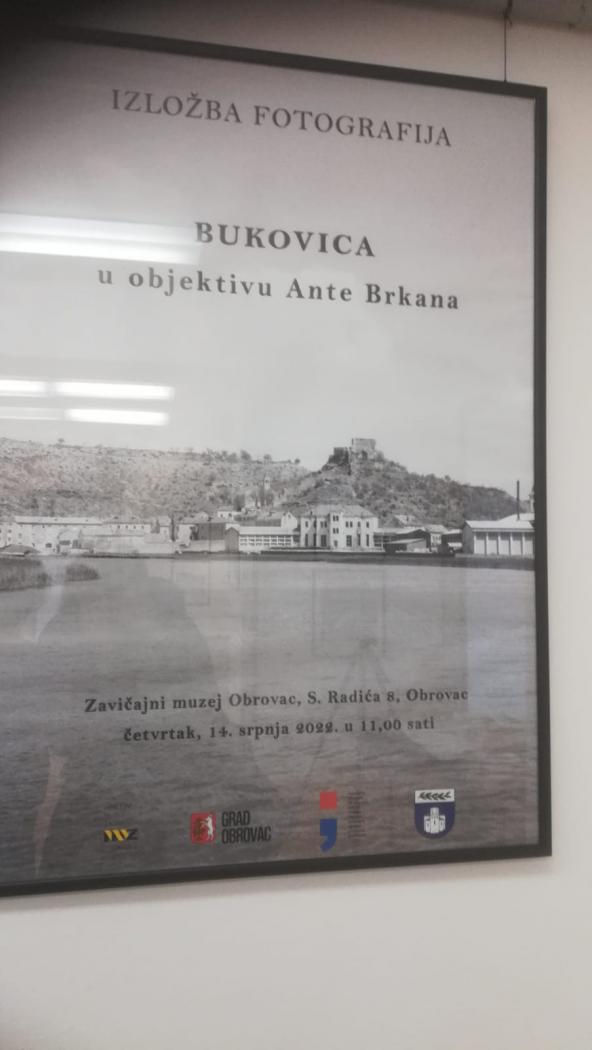 IZLOŽBA FOTOGRAFIJA
BUKOVICA
u objektivu Ante Brkana
Zavičajni muzej Obrovac, S. Radića 8, Obrovac
četvrtak, 14. srpnja 2022. u 11,00 sati
GRAD
OBROVAC